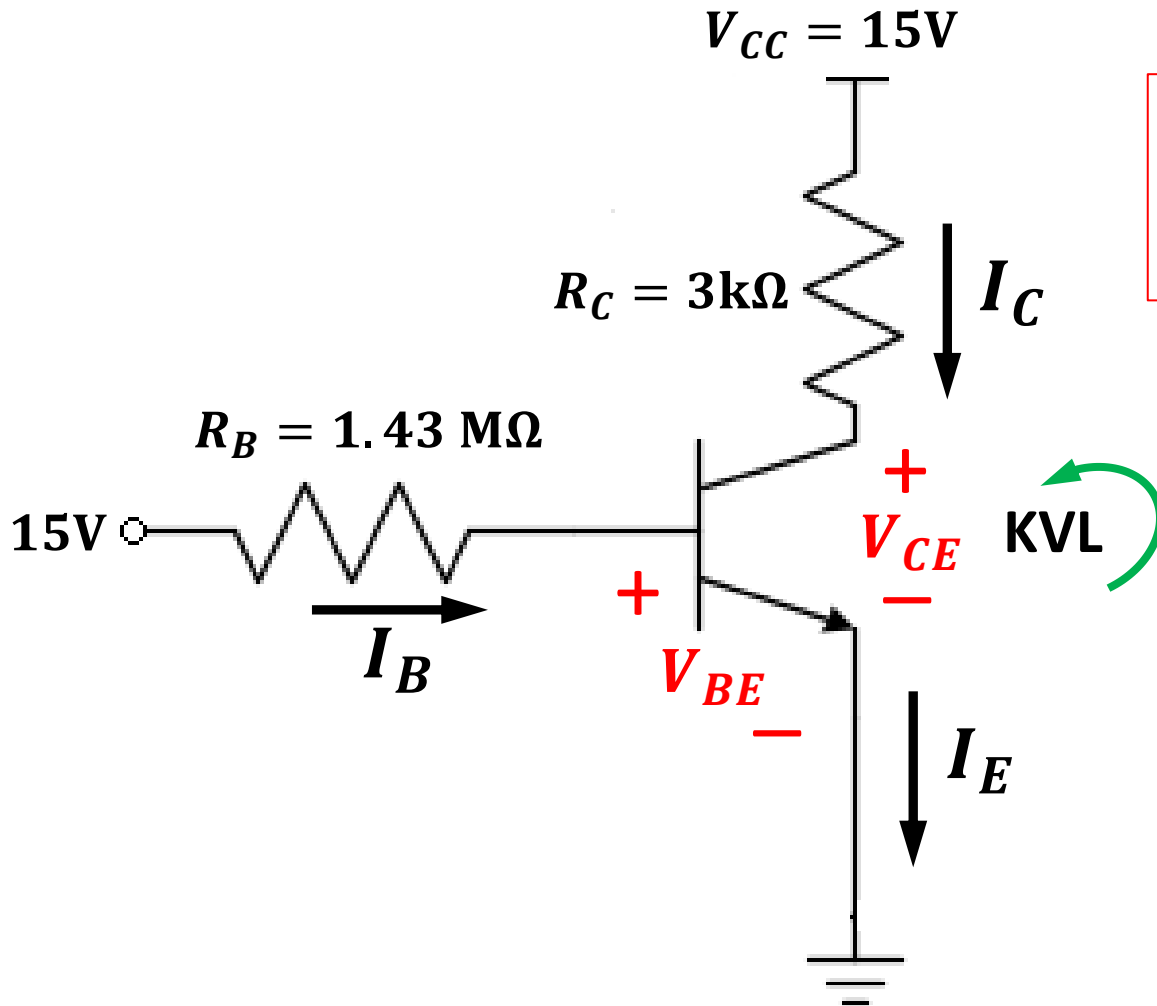 V_CC = 15V
R_C = 3kΩ
I_C
R_B = 1.43 MΩ
15V
+
V_CE
−
KVL
I_B
+
V_BE
−
I_E